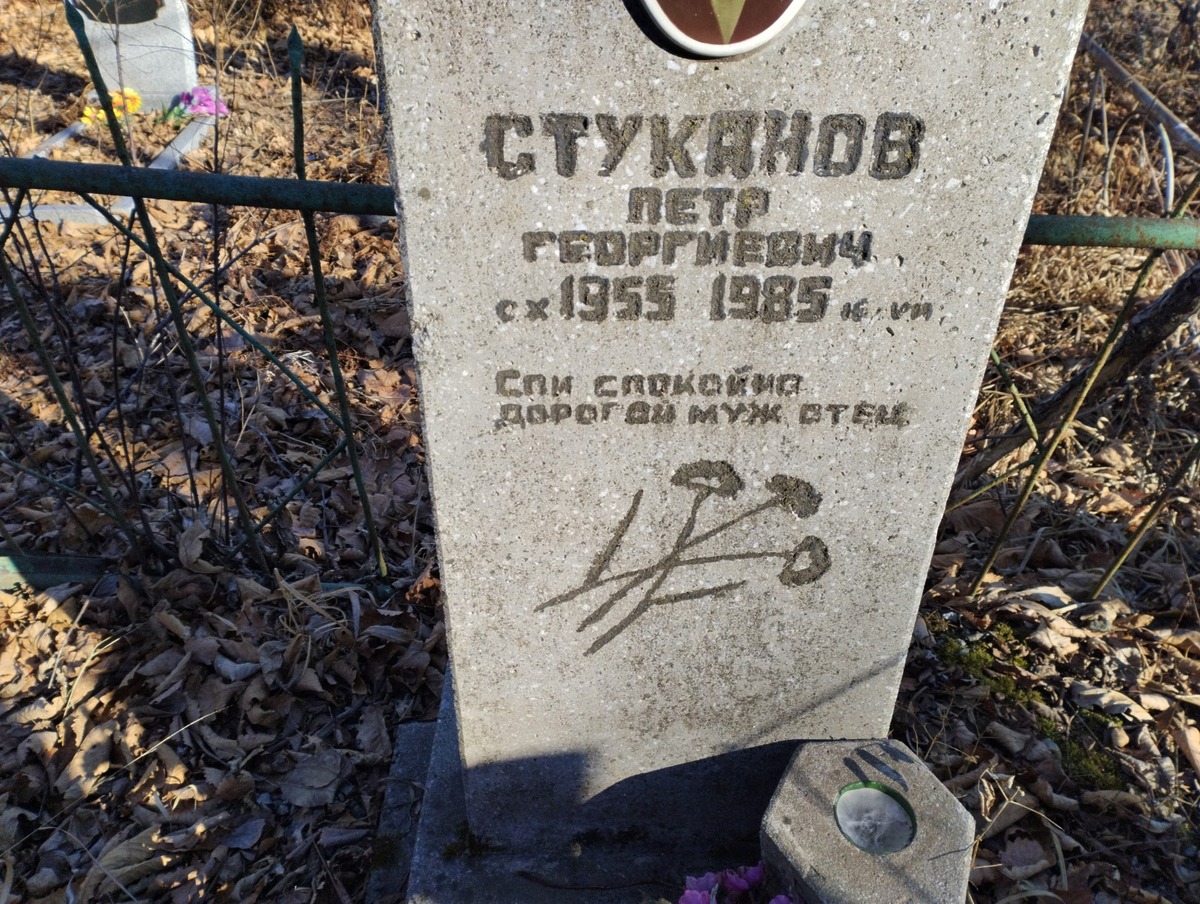 СТУКАНОВ
ПЕТР
ГЕОРГИЕВИЧ
с х 1955 1985 16 VII
Спи спокойно
дорогой муж отец